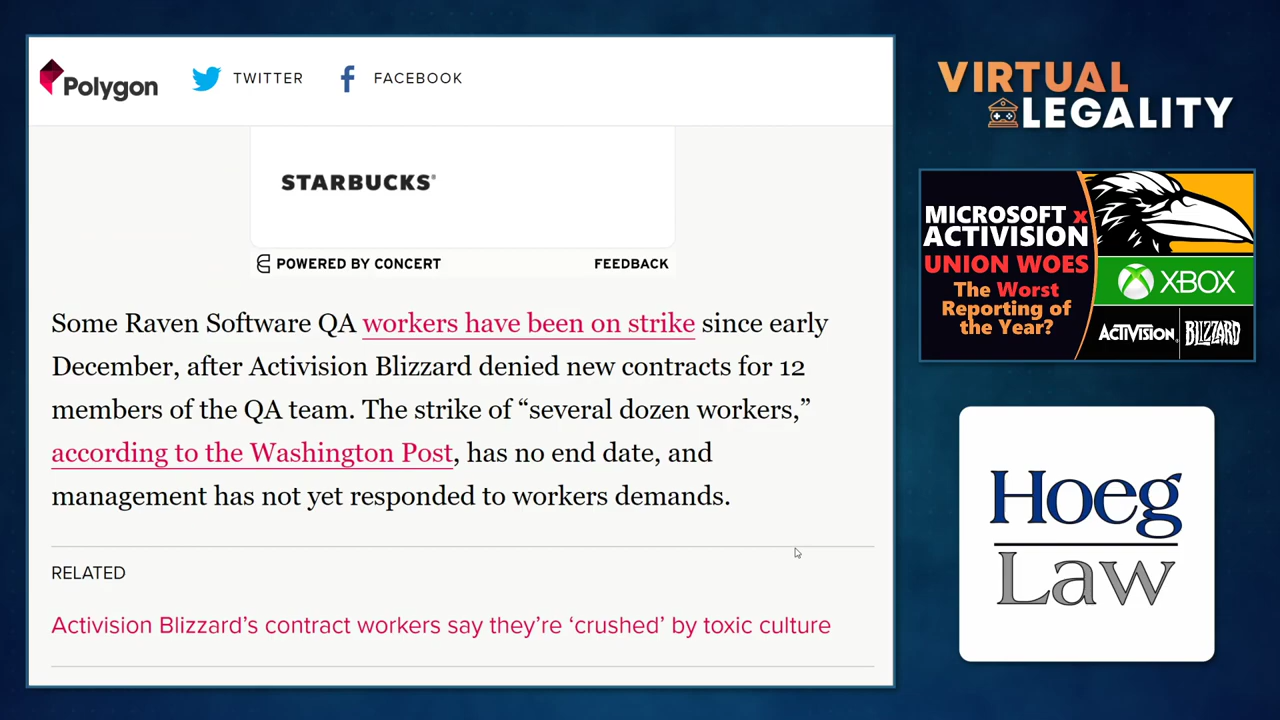 Polygon
TWITTER
FACEBOOK
STARBUCKS®
POWERED BY CONCERT
FEEDBACK
Some Raven Software QA workers have been on strike since early
December, after Activision Blizzard denied new contracts for 12
members of the QA team. The strike of “several dozen workers,”
according to the Washington Post, has no end date, and
management has not yet responded to workers demands.
RELATED
Activision Blizzard’s contract workers say they’re ‘crushed’ by toxic culture
VIRTUAL
LEGALITY
MICROSOFT x
ACTIVISION
UNION WOES
The Worst
Reporting of
the Year?
XBOX
ACTIVISION
BLIZZARD
Hoeg
Law